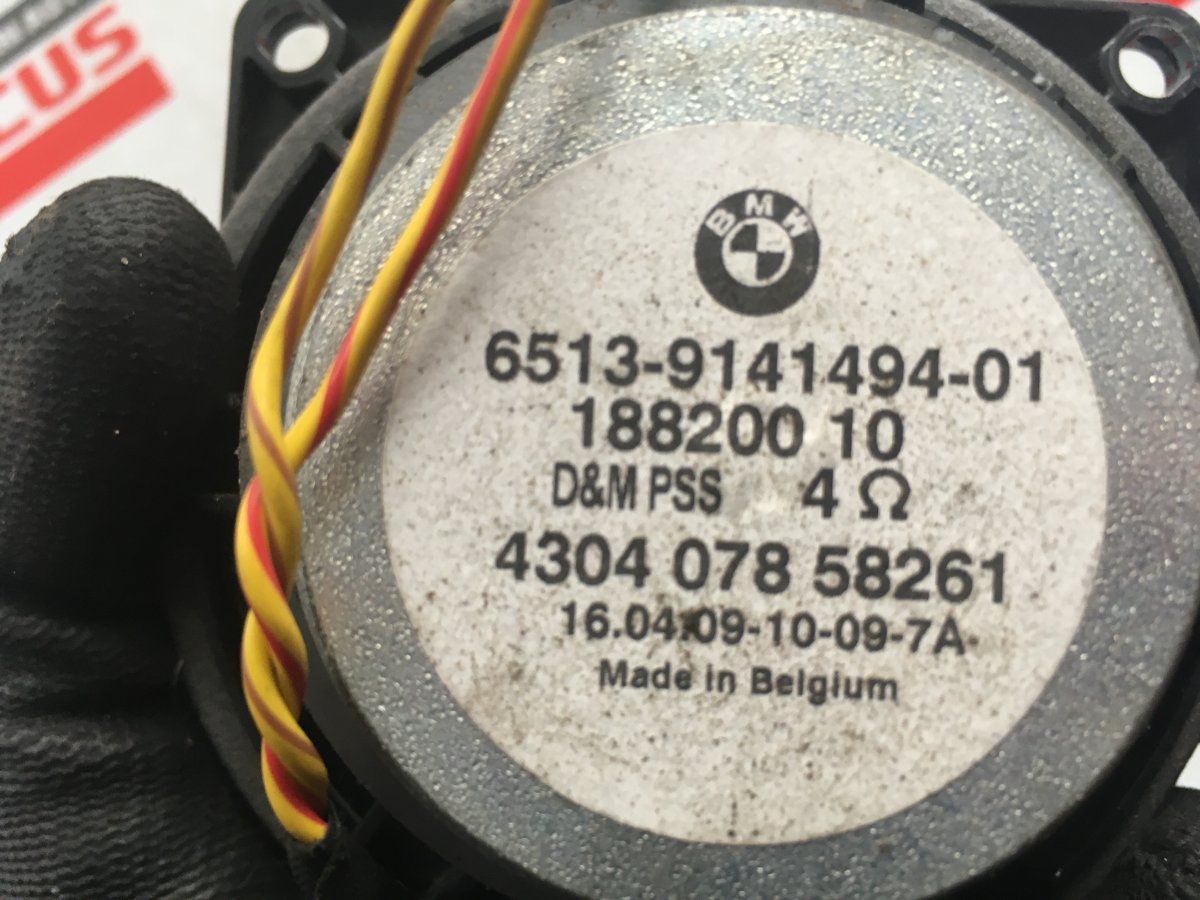 CUS
BMW
6513-9141494-01
188200 10
D&M PSS 4 Ω
4304 078 58261
16.04.09-10-09-7A
Made in Belgium